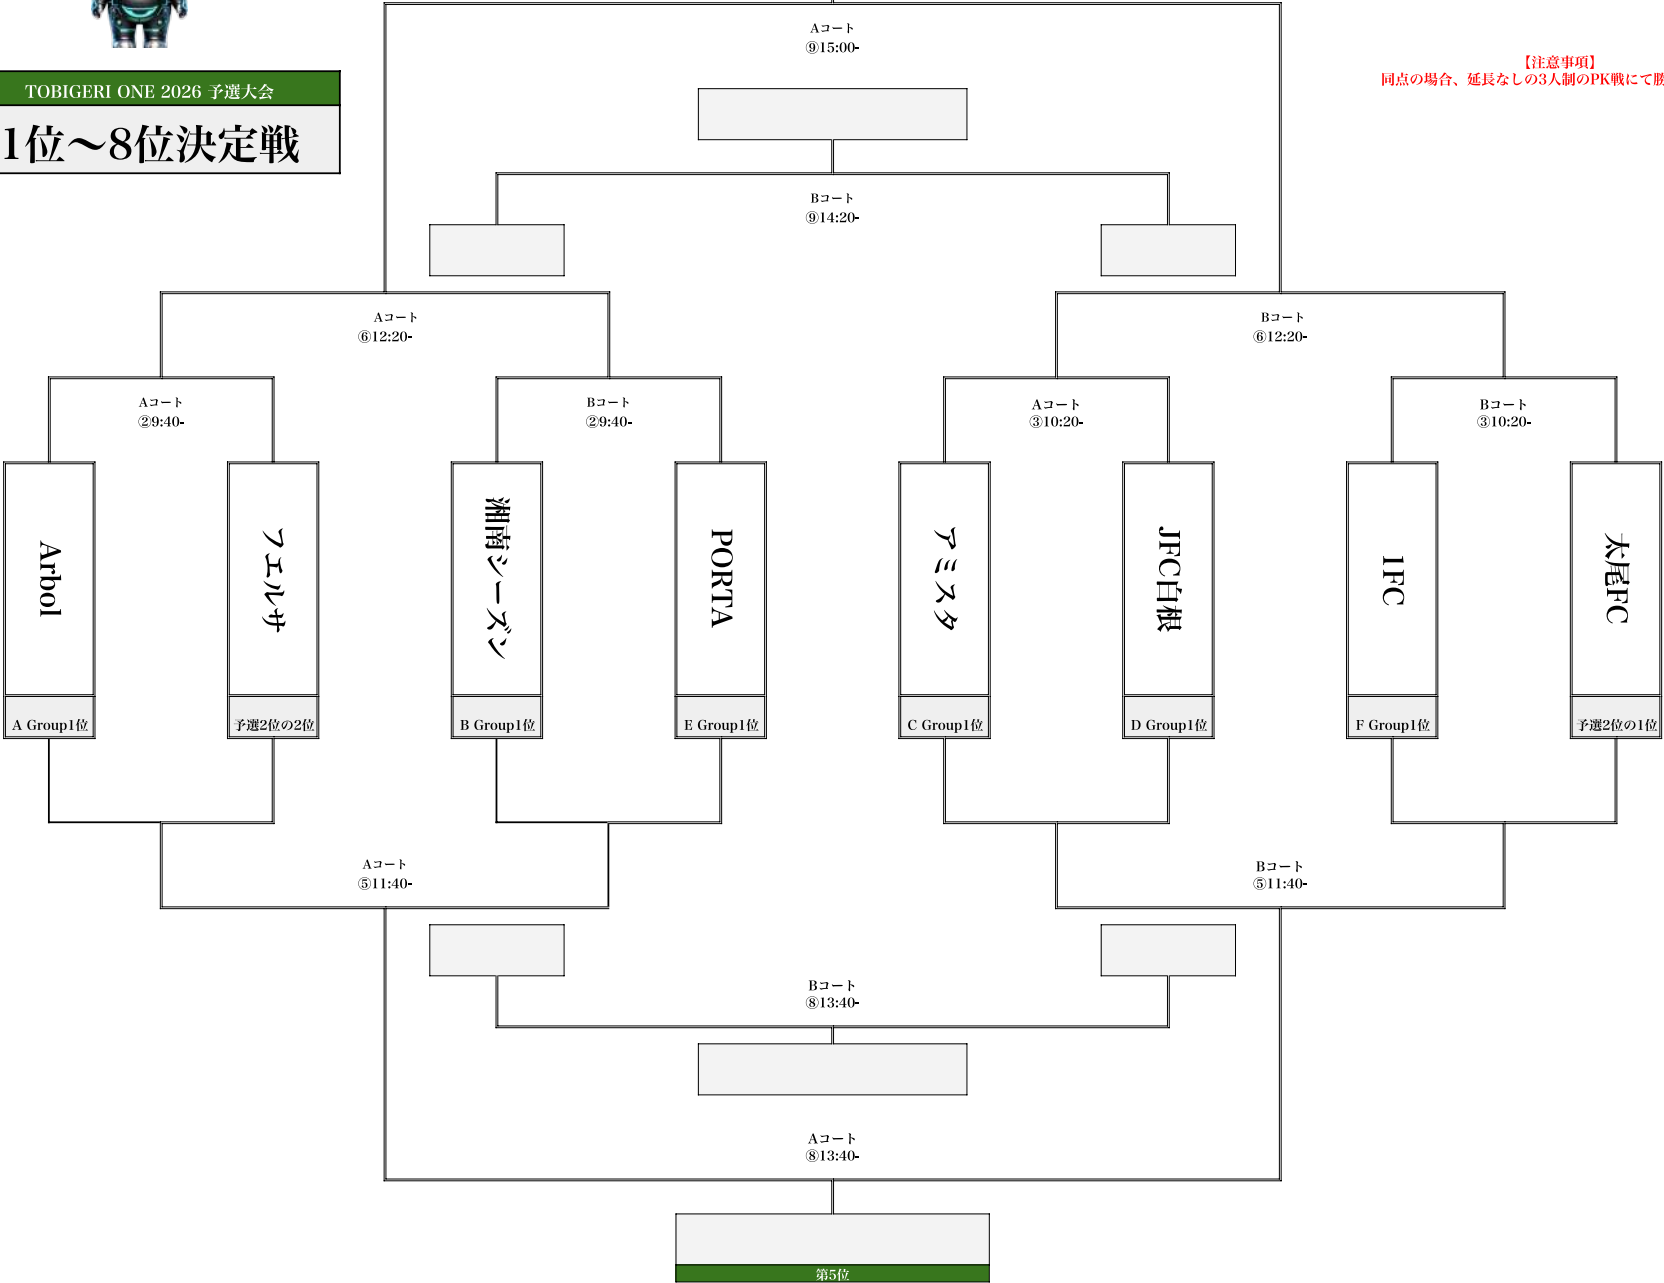 Aコート
⑨15:00-
【注意事項】
同点の場合、延長なしの3人制のPK戦にて勝
TOBIGERI ONE 2026 予選大会
1位～8位決定戦
Bコート
⑨14:20-
Aコート
⑥12:20-
Bコート
⑥12:20-
Aコート
②9:40-
Bコート
②9:40-
Aコート
③10:20-
Bコート
③10:20-
Arbol
フエルサ
湘南シーズン
PORTA
アミスタ
JFC白根
IFC
太尾FC
A Group1位
予選2位の2位
B Group1位
E Group1位
C Group1位
D Group1位
F Group1位
予選2位の1位
Aコート
⑤11:40-
Bコート
⑤11:40-
Bコート
⑧13:40-
Aコート
⑧13:40-
第5位